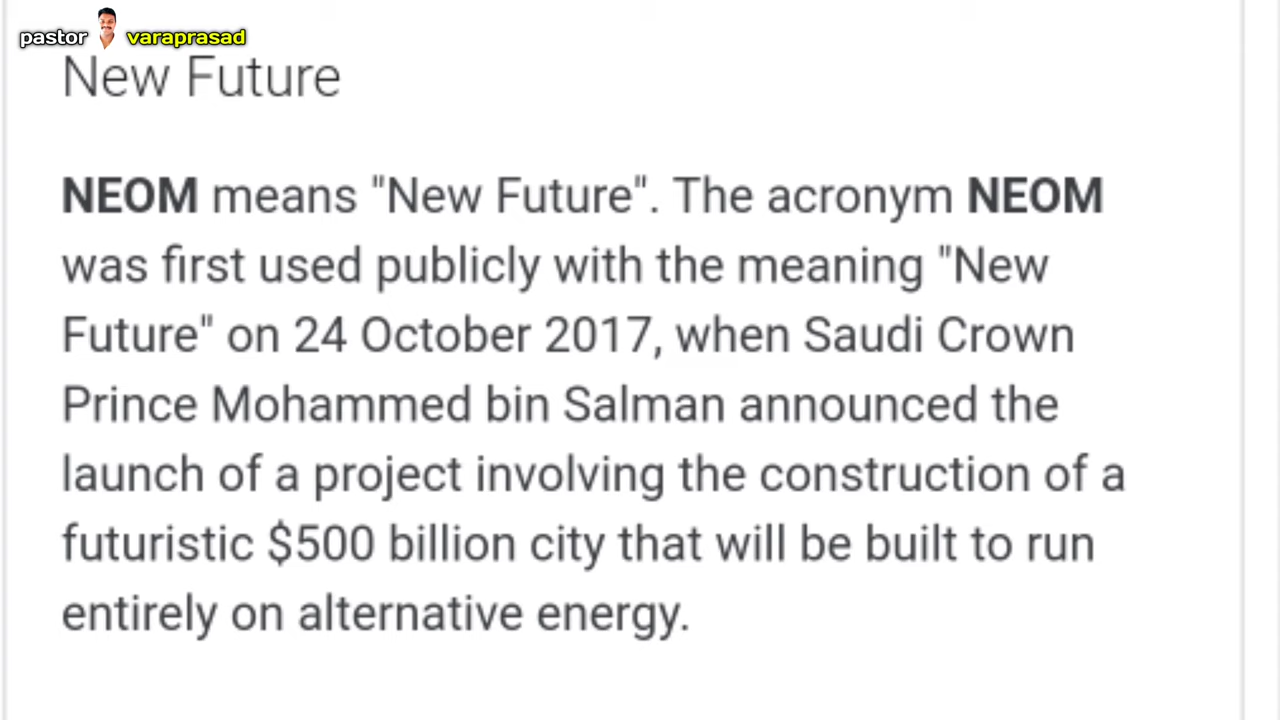 pastor varaprasad
New Future
NEOM means "New Future". The acronym NEOM
was first used publicly with the meaning "New
Future" on 24 October 2017, when Saudi Crown
Prince Mohammed bin Salman announced the
launch of a project involving the construction of a
futuristic $500 billion city that will be built to run
entirely on alternative energy.